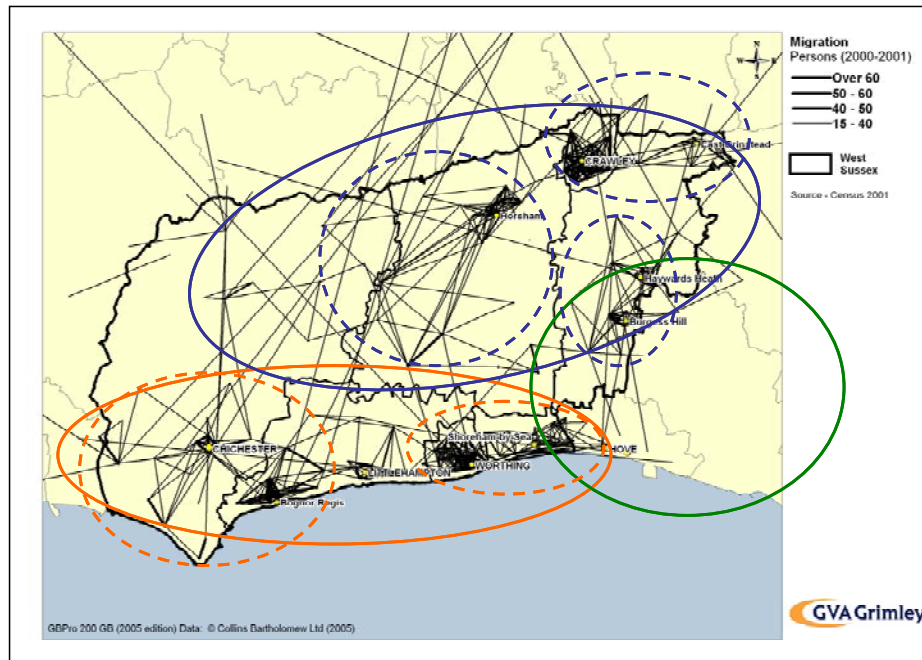 Migration
Persons (2000-2001)
Over 60
50 - 60
40 - 50
15 - 40
West
Sussex
Source - Census 2001
N
W E
East Grinstead
CRAWLEY
Horsham
Haywards Heath
Burgess Hill
CHICHESTER
Shoreham-by-Sea
HOVE
LITTLEHAMPTON
WORTHING
Bognor Regis
GBPro 200 GB (2005 edition) Data: © Collins Bartholomew Ltd (2005)
GVA Grimley